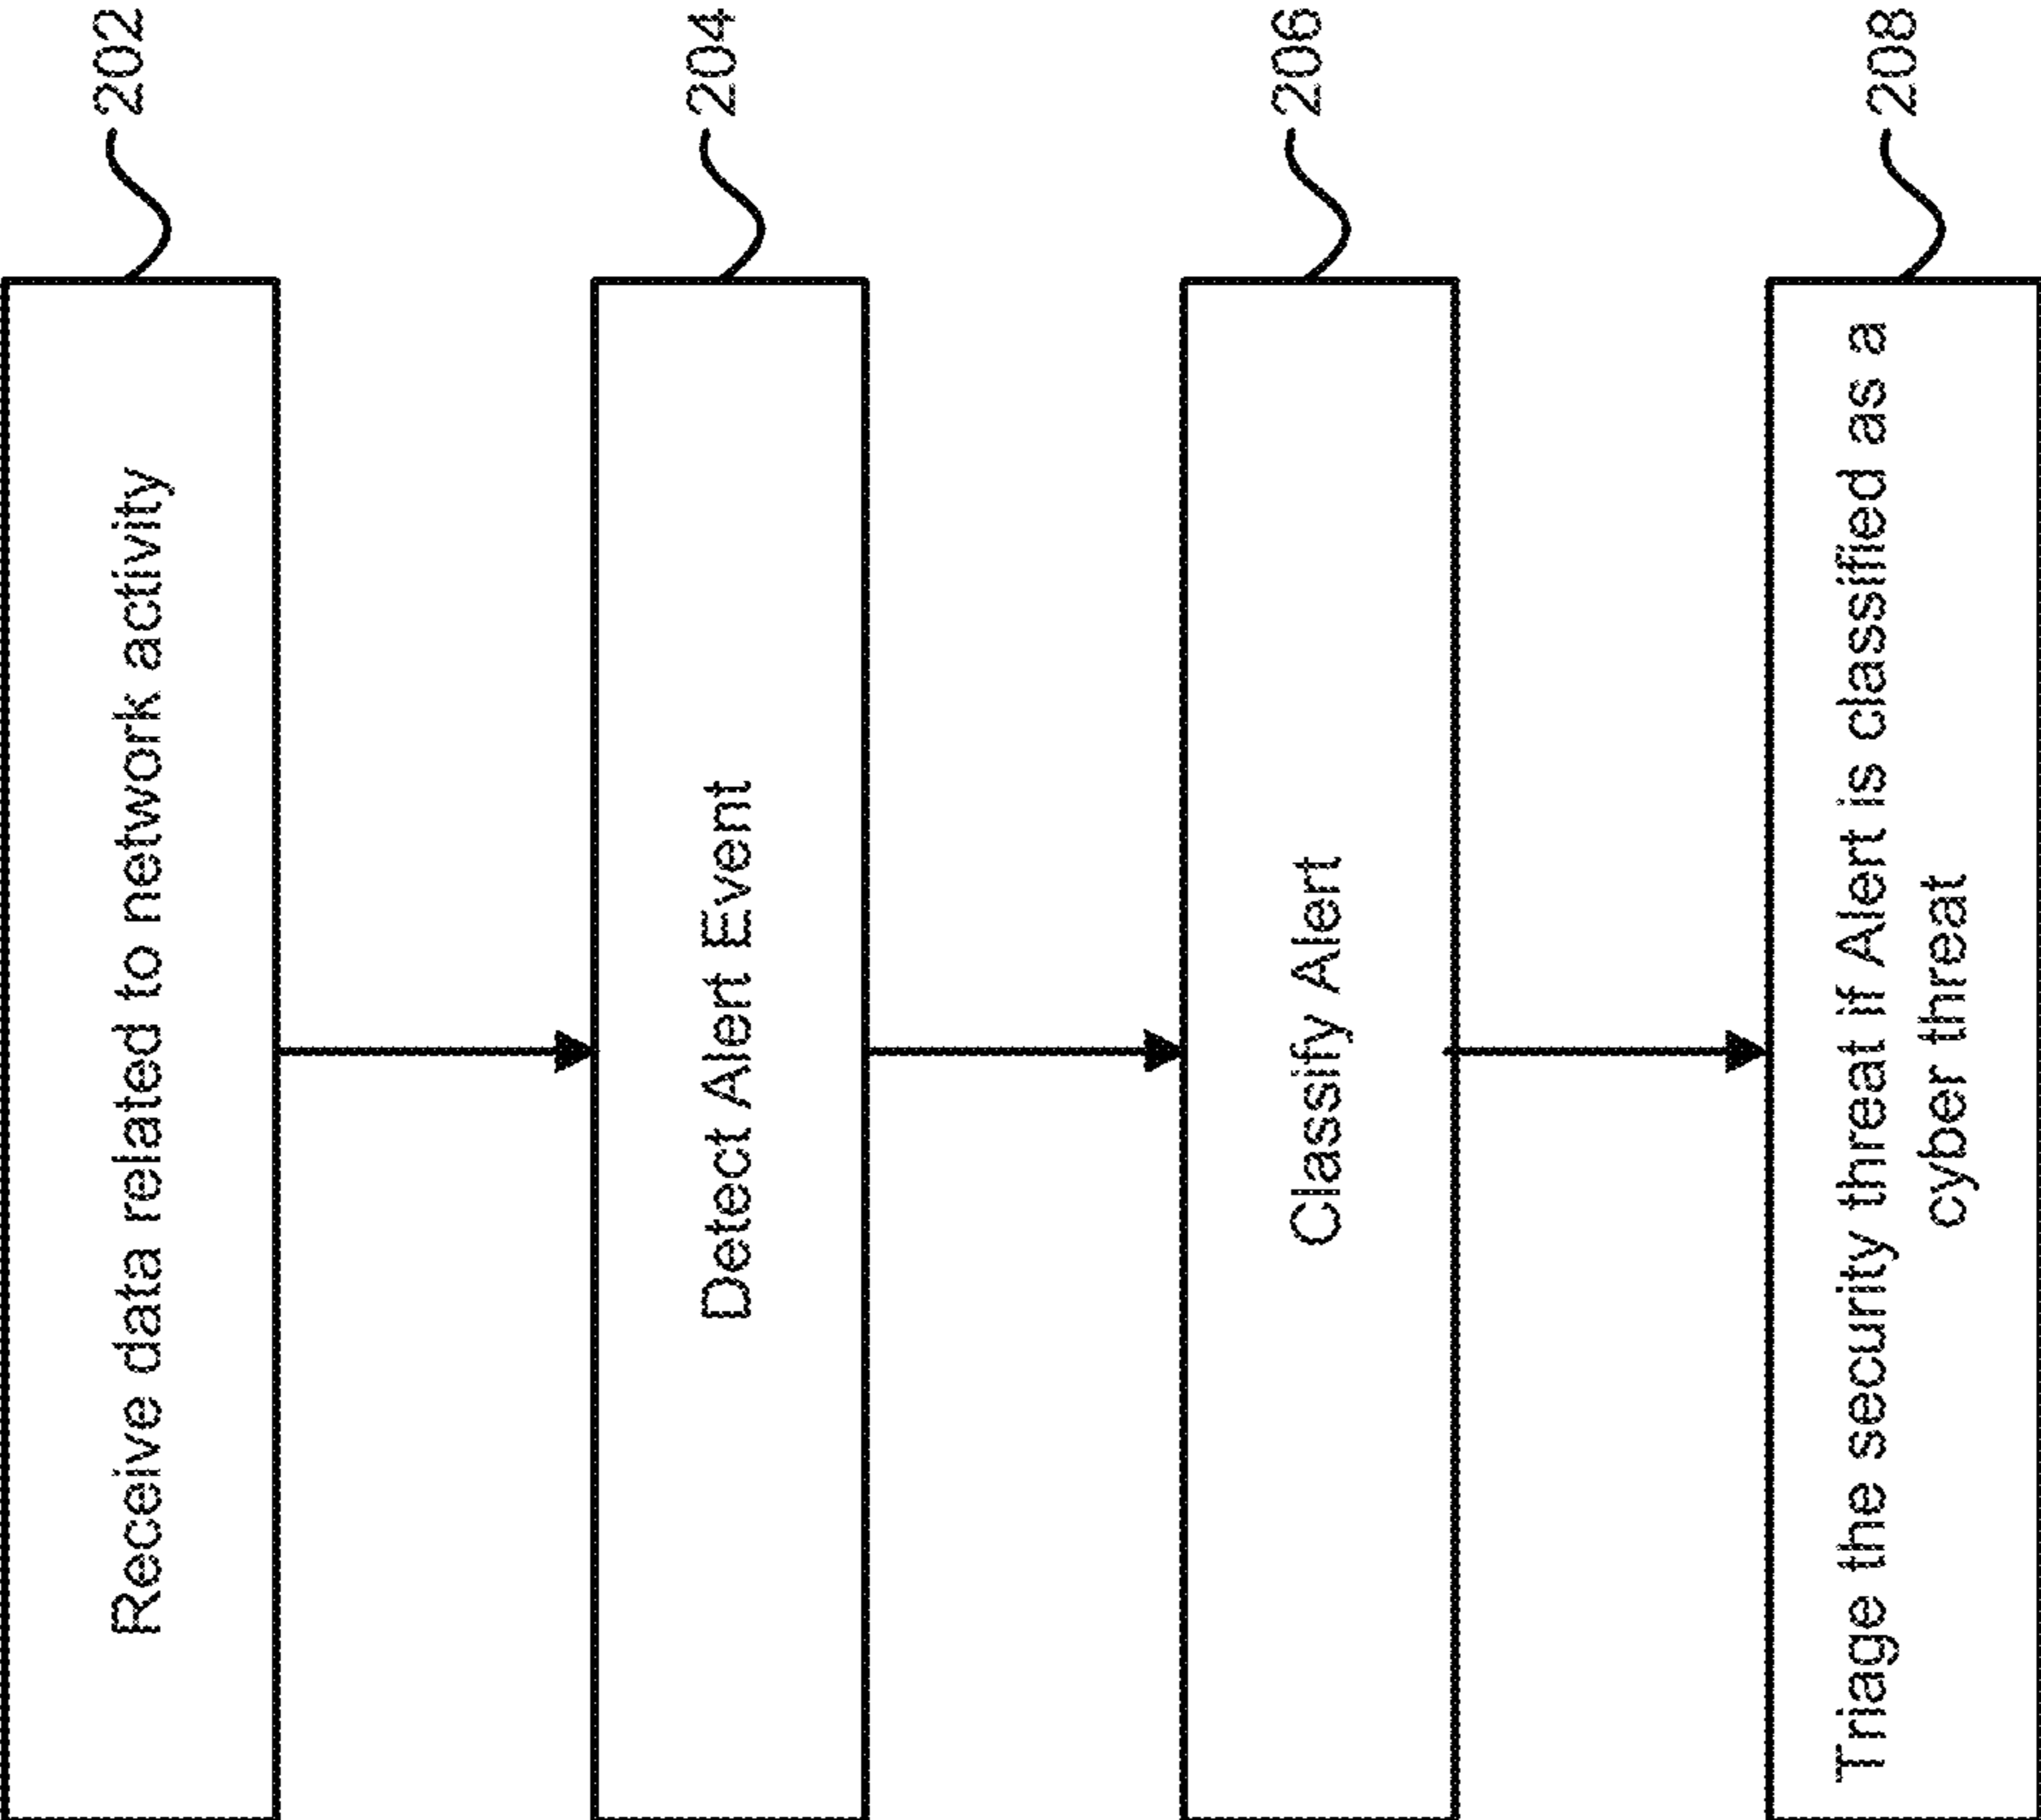 Receive data related to network activity
202
Detect Alert Event
204
Classify Alert
206
Triage the security threat if Alert is classified as a
cyber threat
208